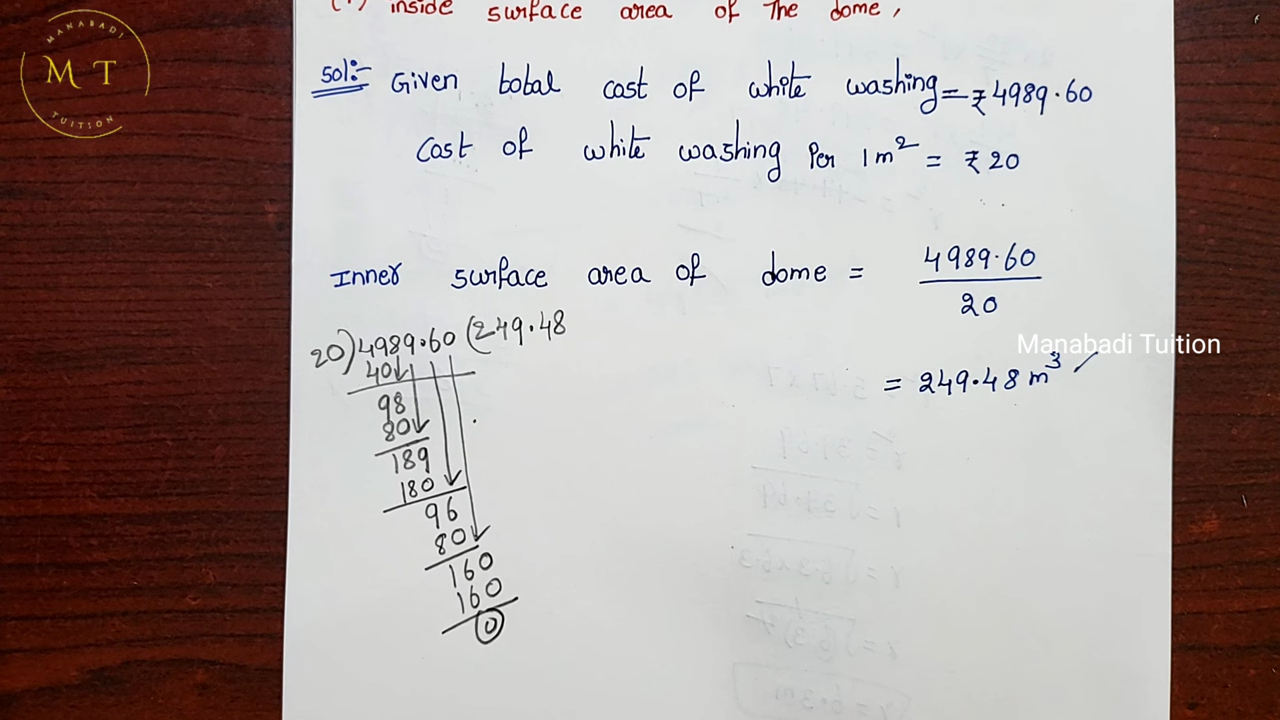 MANABADI
M T
TUITION
(i) inside surface area of The dome,
Sol:- Given total cost of white washing = ₹4989.60
Cost of white washing Per 1m² = ₹20
Inner surface area of dome = 4989.60
20
= 249.48 m³
Manabadi Tuition
20)4989.60(249.48
40
98
80
189
180
96
80
160
160
0